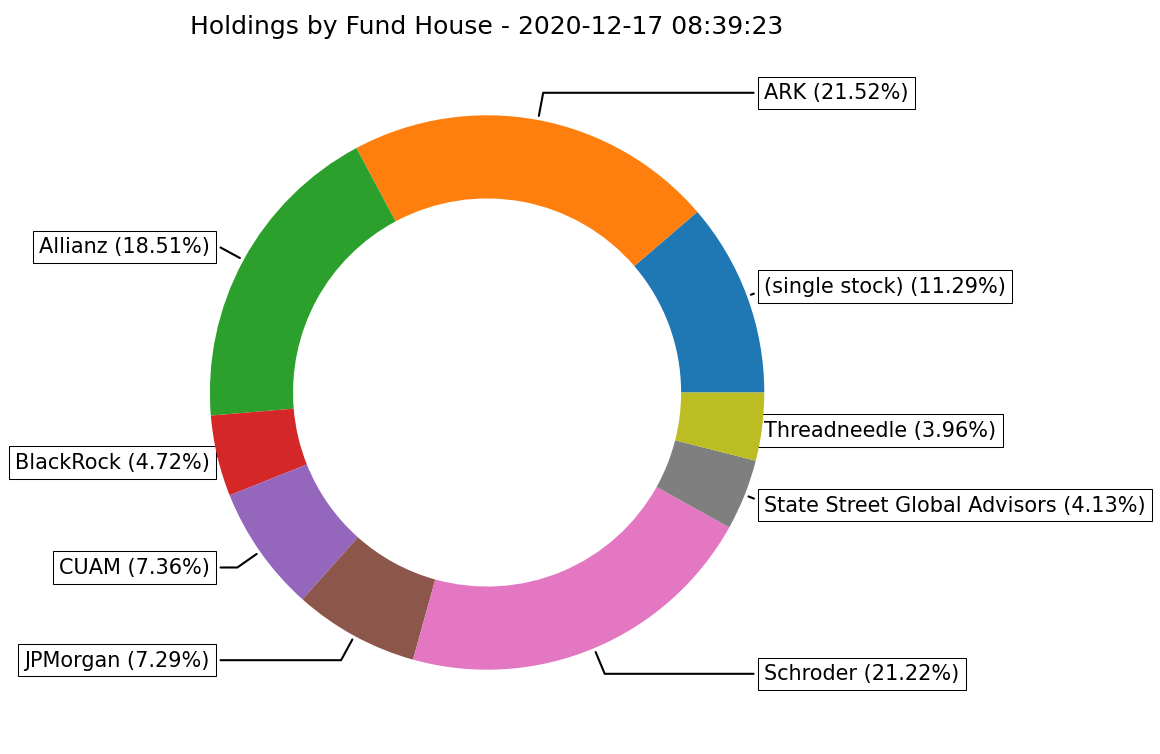 Holdings by Fund House - 2020-12-17 08:39:23
ARK (21.52%)
Allianz (18.51%)
(single stock) (11.29%)
Threadneedle (3.96%)
BlackRock (4.72%)
State Street Global Advisors (4.13%)
CUAM (7.36%)
JPMorgan (7.29%)
Schroder (21.22%)